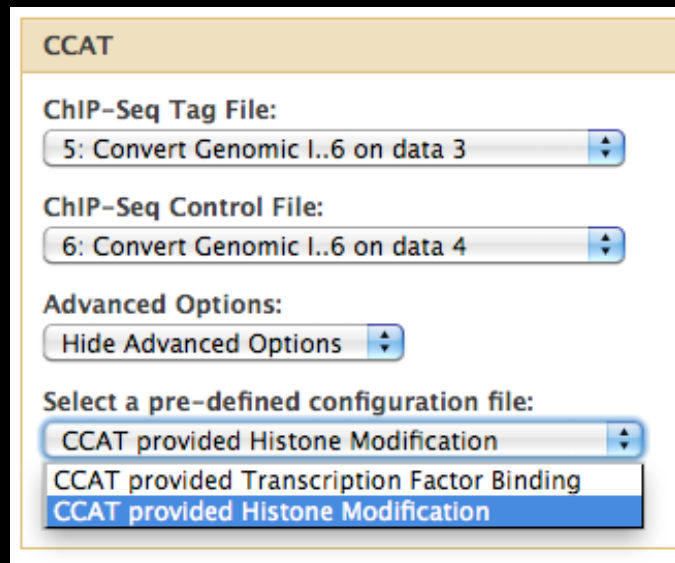 CCAT
ChIP-Seq Tag File:
5: Convert Genomic I..6 on data 3
ChIP-Seq Control File:
6: Convert Genomic I..6 on data 4
Advanced Options:
Hide Advanced Options
Select a pre-defined configuration file:
CCAT provided Histone Modification
CCAT provided Transcription Factor Binding
CCAT provided Histone Modification